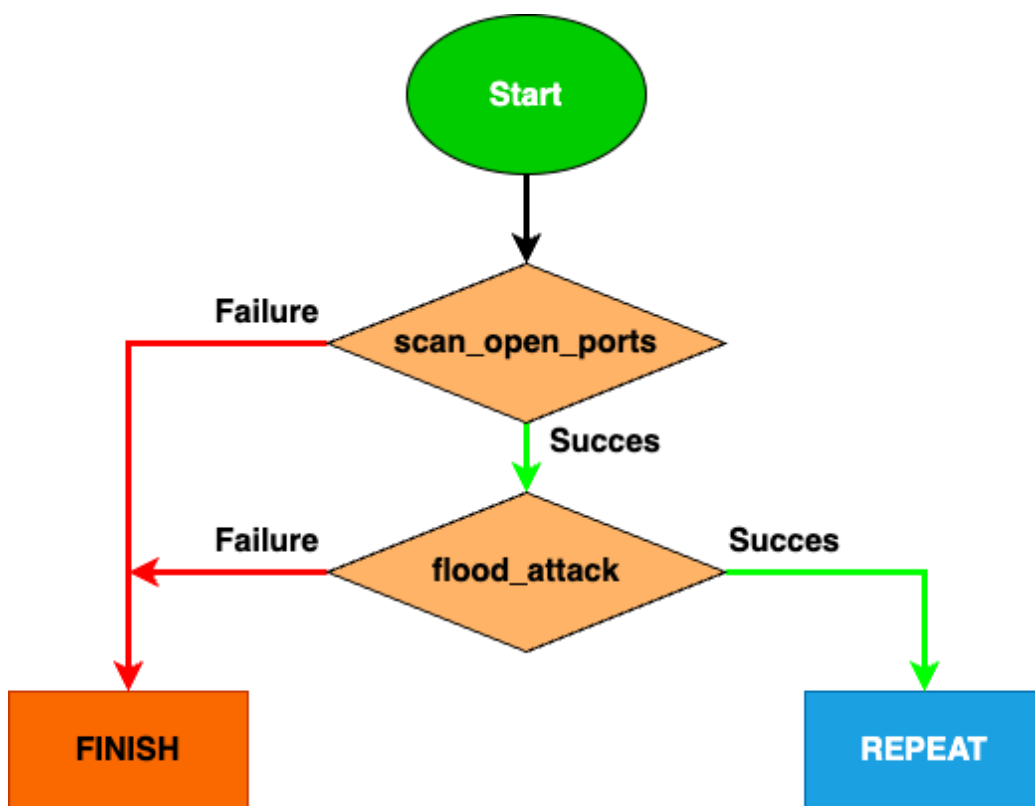 Start
Failure
scan_open_ports
Succes
Failure
Succes
flood_attack
FINISH
REPEAT